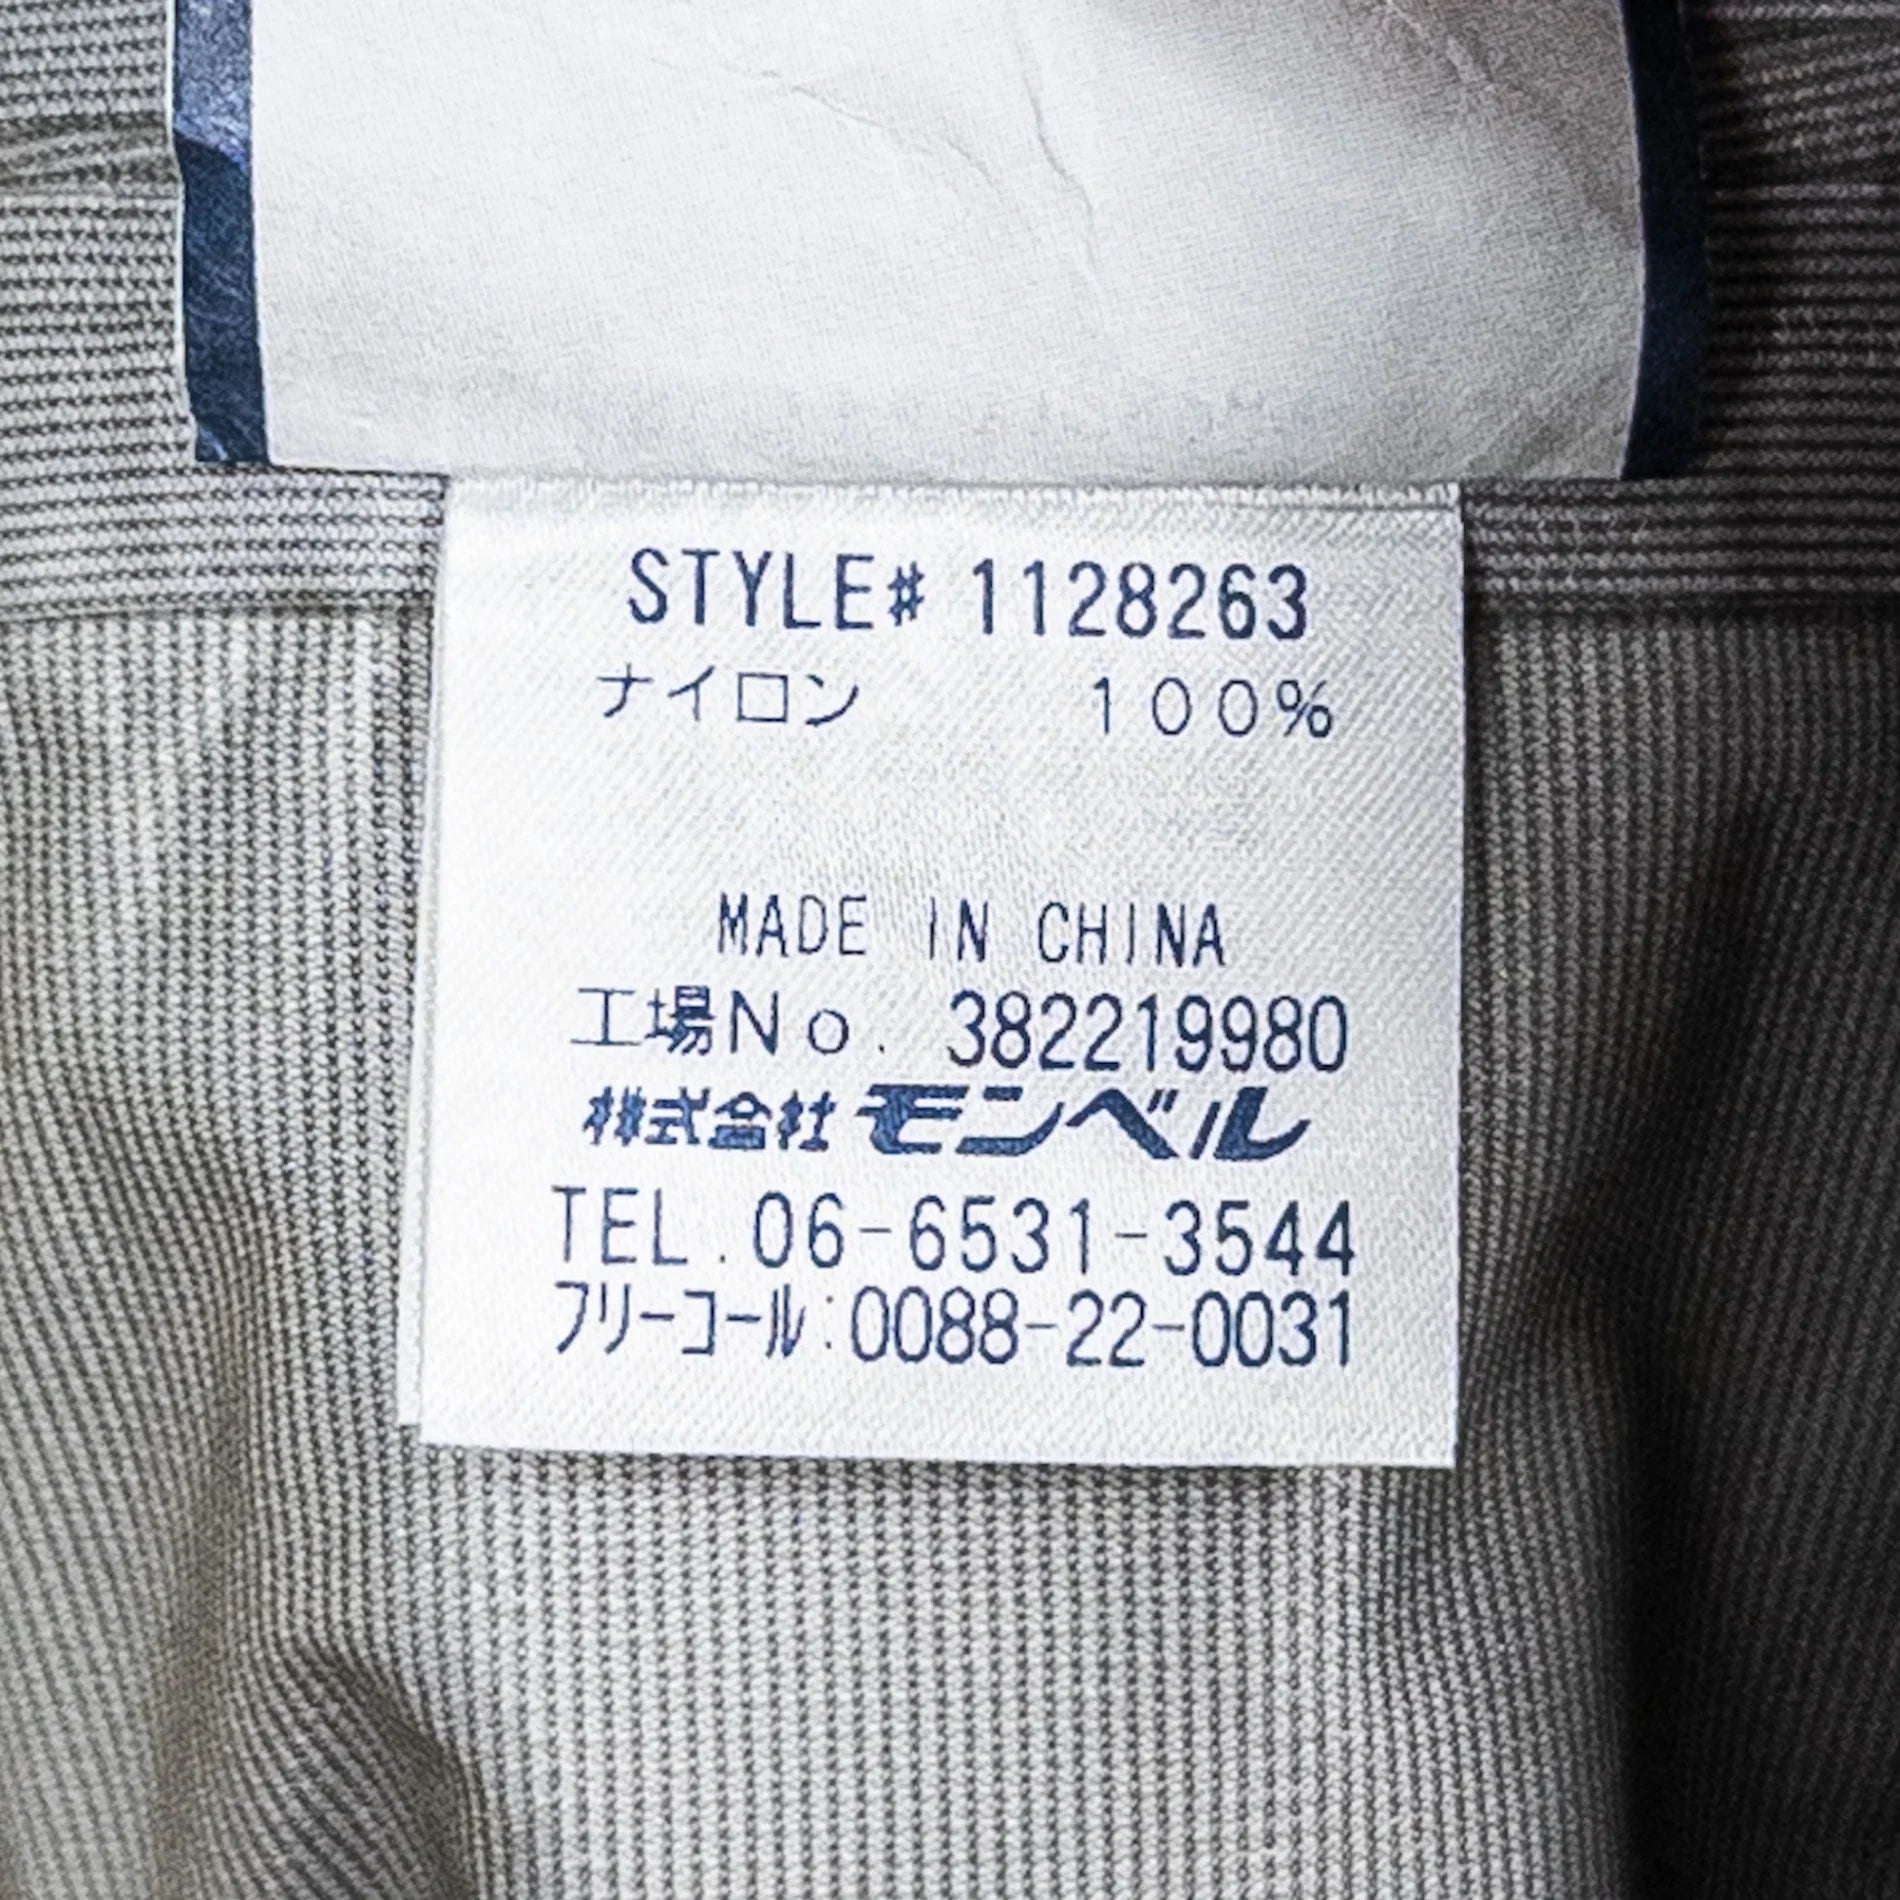 STYLE# 1128263
ナイロン 100%
MADE IN CHINA
工場No. 382219980
株式会社モンベル
TEL. 06-6531-3544
フリーコール:0088-22-0031